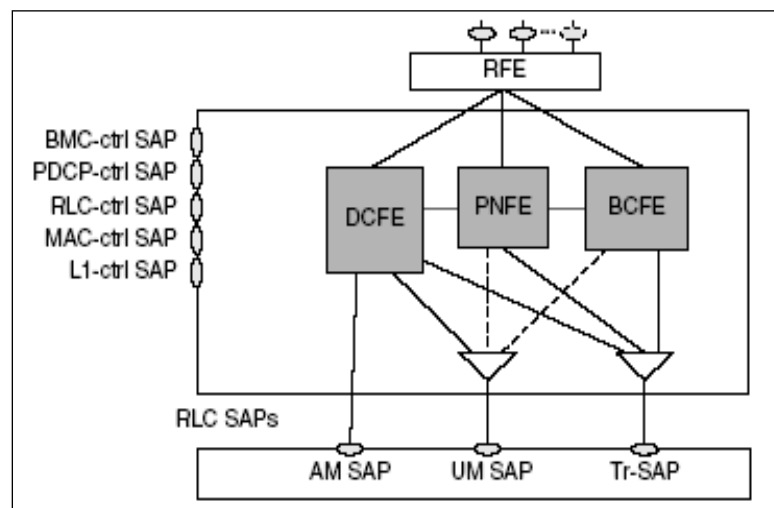 RFE
BMC-ctrl SAP
PDCP-ctrl SAP
RLC-ctrl SAP
MAC-ctrl SAP
L1-ctrl SAP
DCFE
PNFE
BCFE
RLC SAPs
AM SAP
UM SAP
Tr-SAP